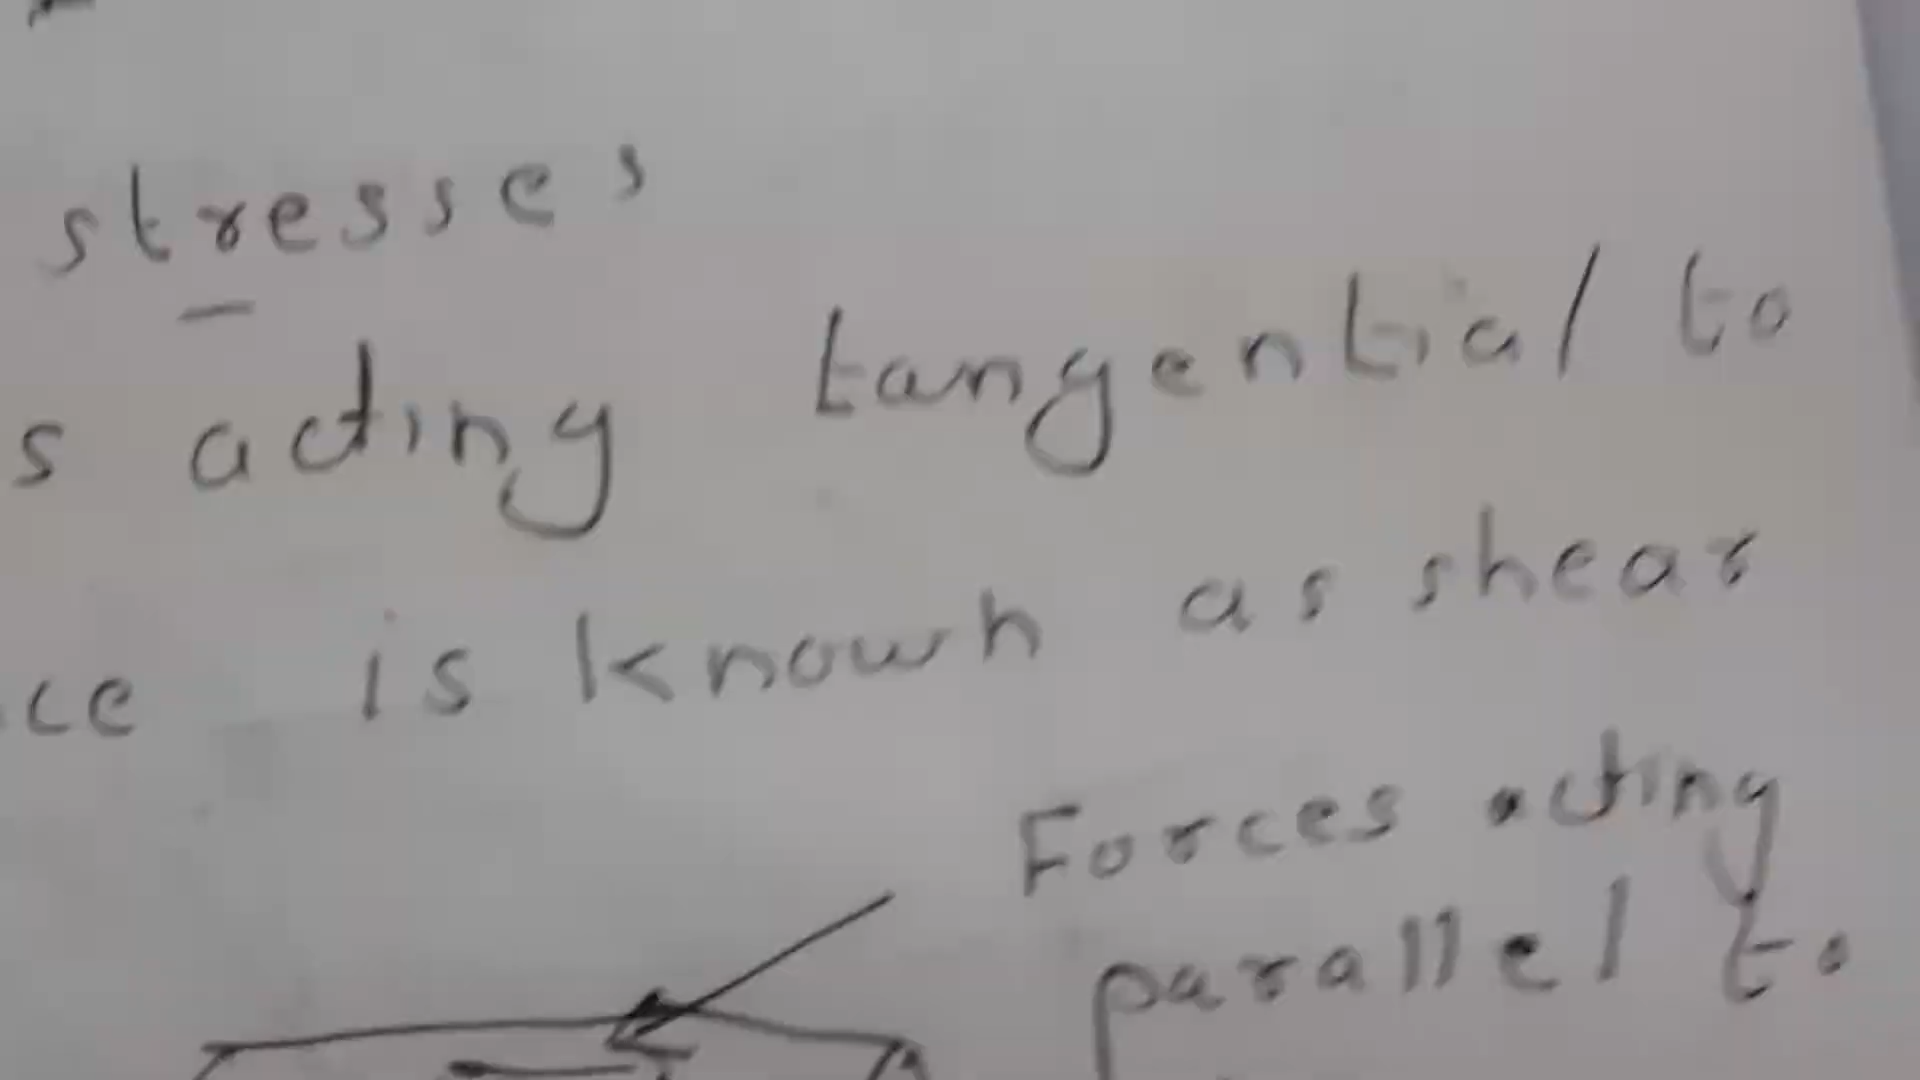 stresses
s acting tangential to
ce is known as shear
Forces acting
parallel to